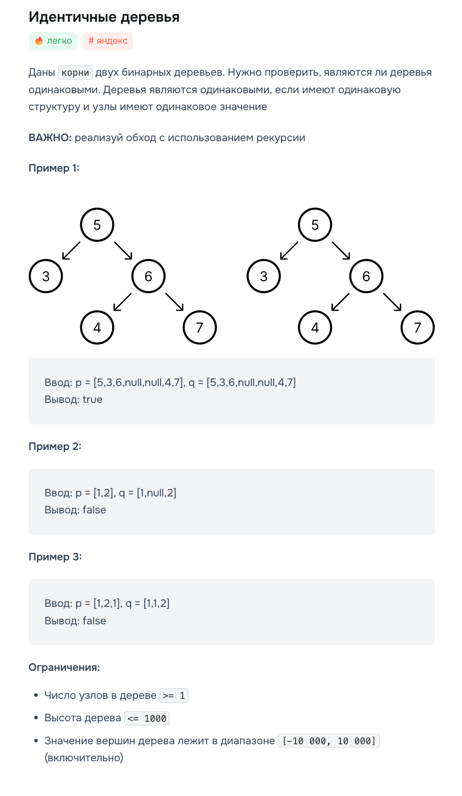 Идентичные деревья
🔥 легко # яндекс
Даны корни двух бинарных деревьев. Нужно проверить, являются ли деревья
одинаковыми. Деревья являются одинаковыми, если имеют одинаковую
структуру и узлы имеют одинаковое значение
ВАЖНО: реализуй обход с использованием рекурсии
Пример 1:
5 5
3 6 3 6
4 7 4 7
Ввод: p = [5,3,6,null,null,4,7], q = [5,3,6,null,null,4,7]
Вывод: true
Пример 2:
Ввод: p = [1,2], q = [1,null,2]
Вывод: false
Пример 3:
Ввод: p = [1,2,1], q = [1,1,2]
Вывод: false
Ограничения:
• Число узлов в дереве >= 1
• Высота дерева <= 1000
• Значение вершин дерева лежит в диапазоне [-10 000, 10 000]
(включительно)